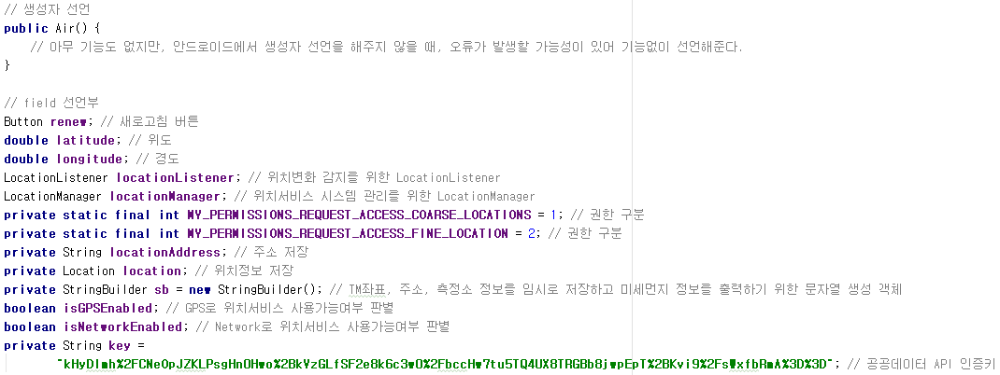 // 생성자 선언
public Air() {
// 아무 기능도 없지만, 안드로이드에서 생성자 선언을 해주지 않을 때, 오류가 발생할 가능성이 있어 기능없이 선언해준다.
}
// field 선언부
Button renew; // 새로고침 버튼
double latitude; // 위도
double longitude; // 경도
LocationListener locationListener; // 위치변화 감지를 위한 LocationListener
LocationManager locationManager; // 위치서비스 시스템 관리를 위한 LocationManager
private static final int MY_PERMISSIONS_REQUEST_ACCESS_COARSE_LOCATIONS = 1; // 권한 구분
private static final int MY_PERMISSIONS_REQUEST_ACCESS_FINE_LOCATION = 2; // 권한 구분
private String locationAddress; // 주소 저장
private Location location; // 위치정보 저장
private StringBuilder sb = new StringBuilder(); // TM좌표, 주소, 측정소 정보를 임시로 저장하고 미세먼지 정보를 출력하기 위한 문자열 생성 객체
boolean isGPSEnabled; // GPS로 위치서비스 사용가능여부 판별
boolean isNetworkEnabled; // Network로 위치서비스 사용가능여부 판별
private String key =
// 공공데이터 API 인증키